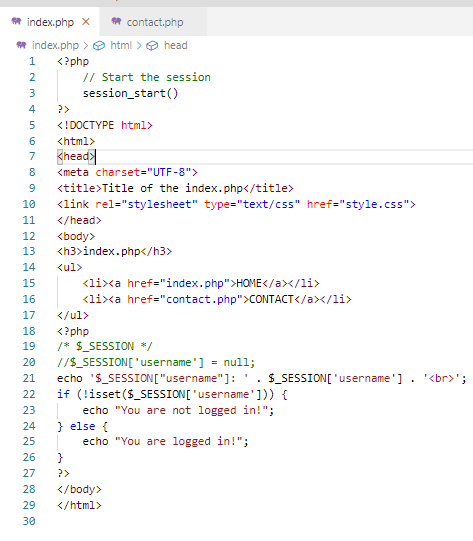 index.php × contact.php
index.php > html > head
1 <?php
2     // Start the session
3     session_start()
4 ?>
5 <!DOCTYPE html>
6 <html>
7 <head>
8 <meta charset="UTF-8">
9 <title>Title of the index.php</title>
10 <link rel="stylesheet" type="text/css" href="style.css">
11 </head>
12 <body>
13 <h3>index.php</h3>
14 <ul>
15     <li><a href="index.php">HOME</a></li>
16     <li><a href="contact.php">CONTACT</a></li>
17 </ul>
18 <?php
19 /* $_SESSION */
20 //$_SESSION['username'] = null;
21 echo '$_SESSION["username"]: ' . $_SESSION['username'] . '<br>';
22 if (!isset($_SESSION['username'])) {
23     echo "You are not logged in!";
24 } else {
25     echo "You are logged in!";
26 }
27 ?>
28 </body>
29 </html>
30